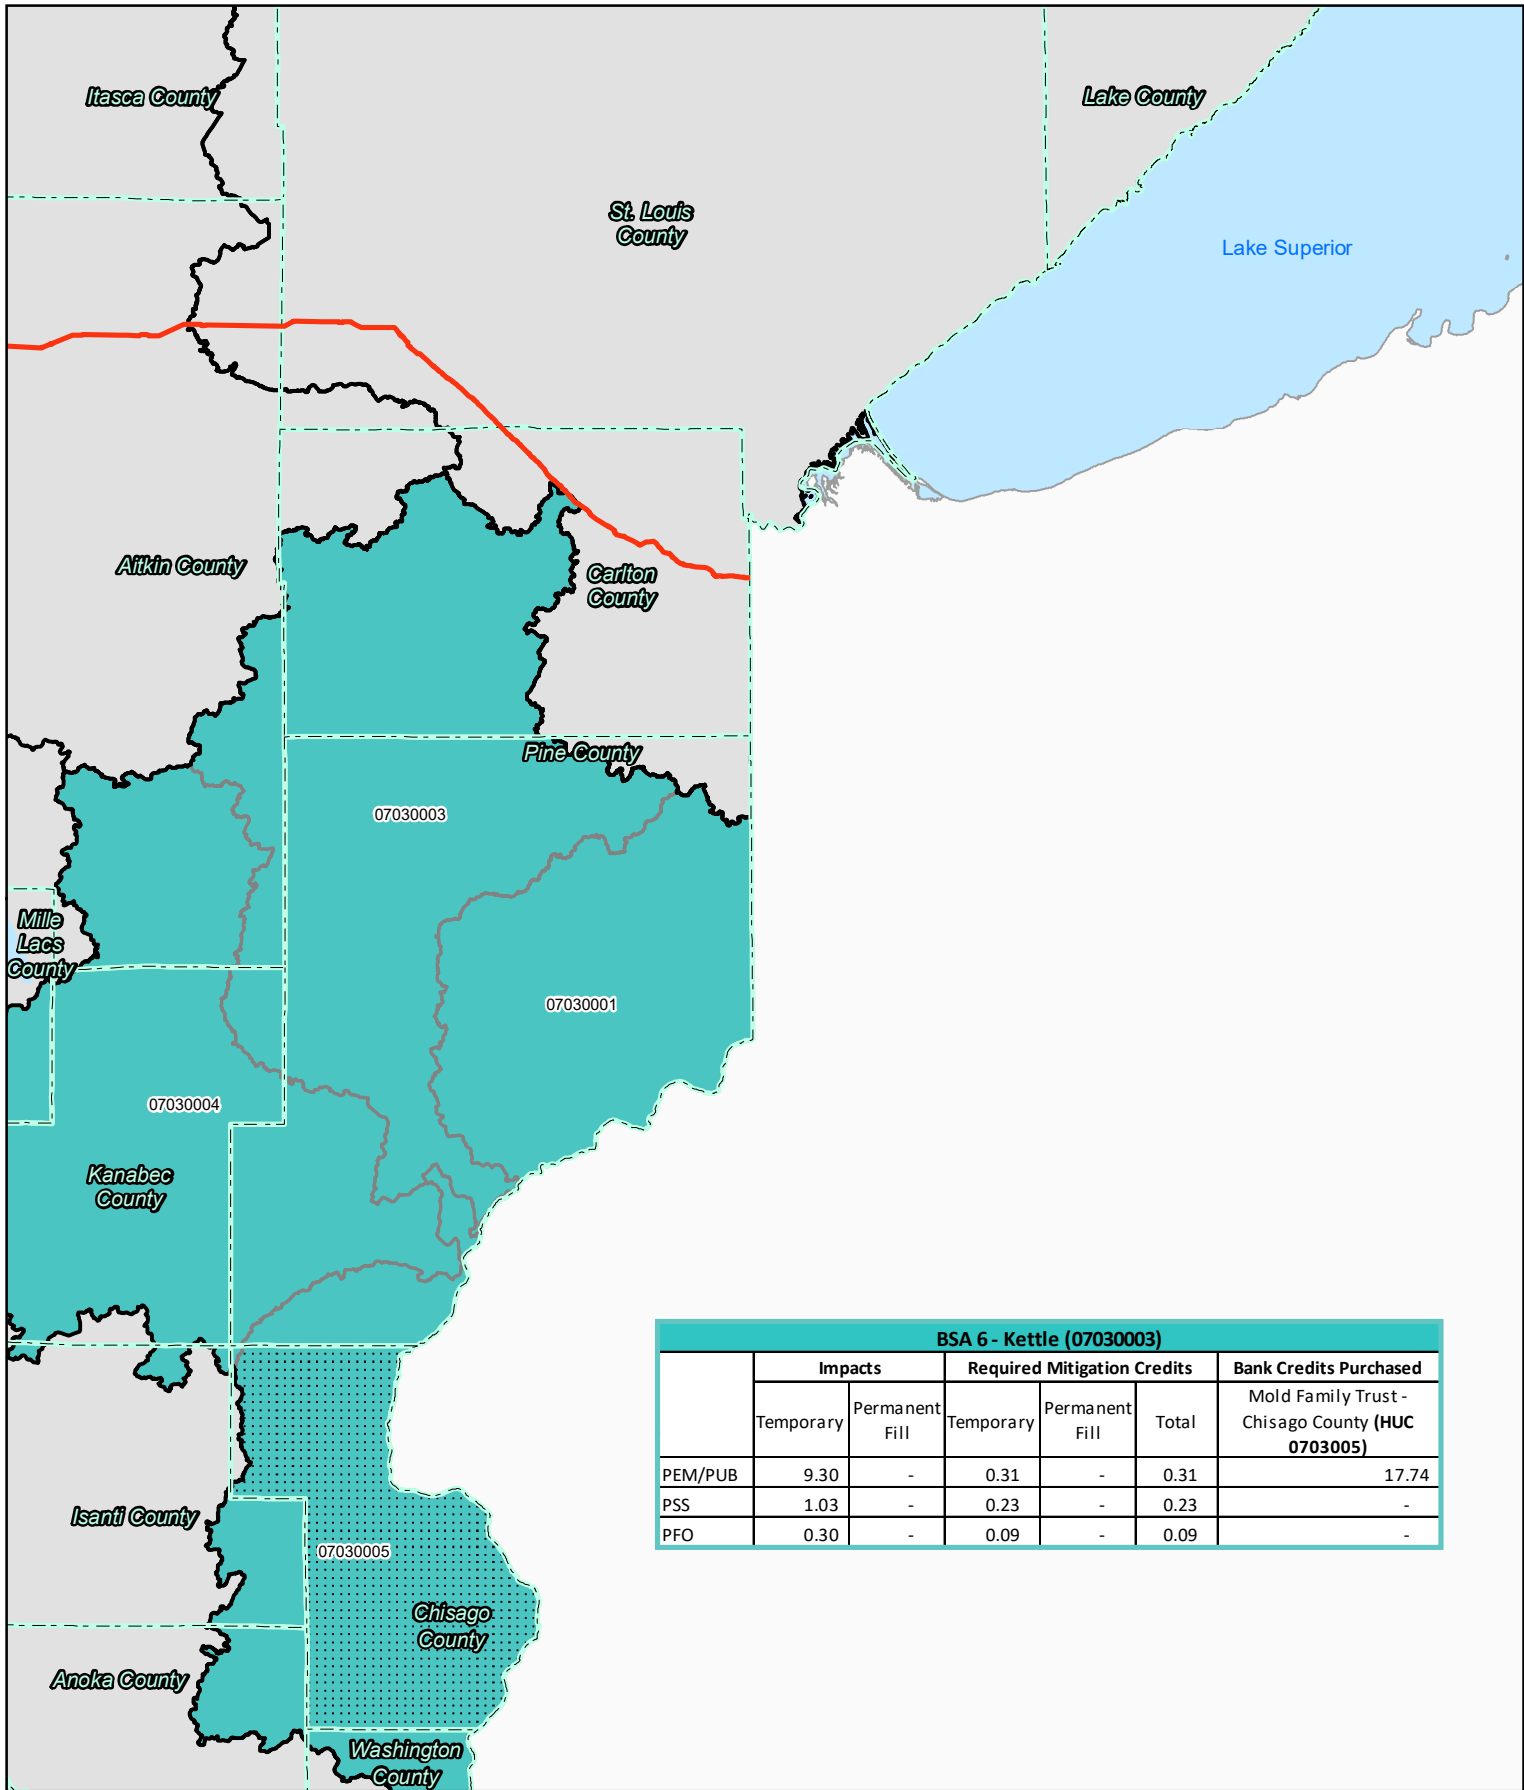 Itasca County
Lake County
St. Louis
County
Lake Superior
Aitkin County
Carlton
County
Pine County
07030003
Mille
Lacs
County
07030001
07030004
Kanabec
County
BSA 6 - Kettle (07030003)
Impacts Required Mitigation Credits Bank Credits Purchased
Temporary Permanent Fill Temporary Permanent Fill Total Mold Family Trust - Chisago County (HUC 0703005)
PEM/PUB 9.30 - 0.31 - 0.31 17.74
PSS 1.03 - 0.23 - 0.23 -
PFO 0.30 - 0.09 - 0.09 -
Isanti County
07030005
Chisago
County
Anoka County
Washington
County